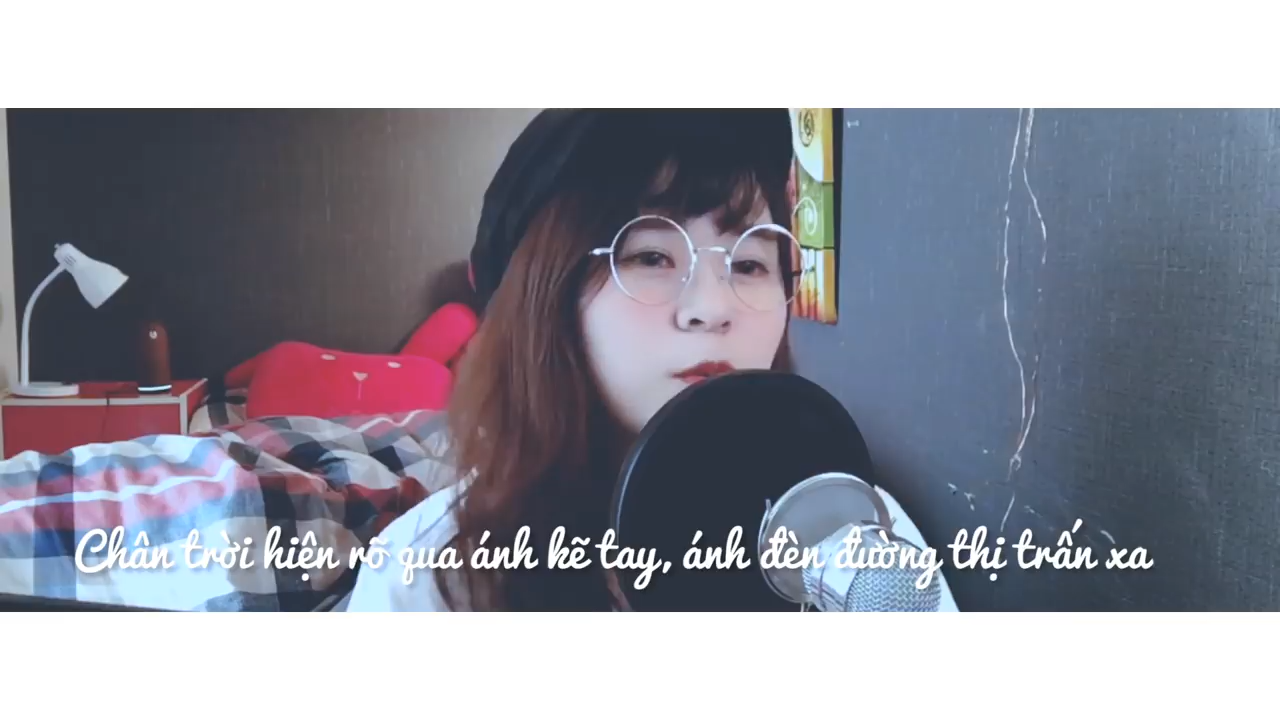 Chân trời hiện rõ qua ánh kẽ tay, ánh đèn đường thị trấn xa